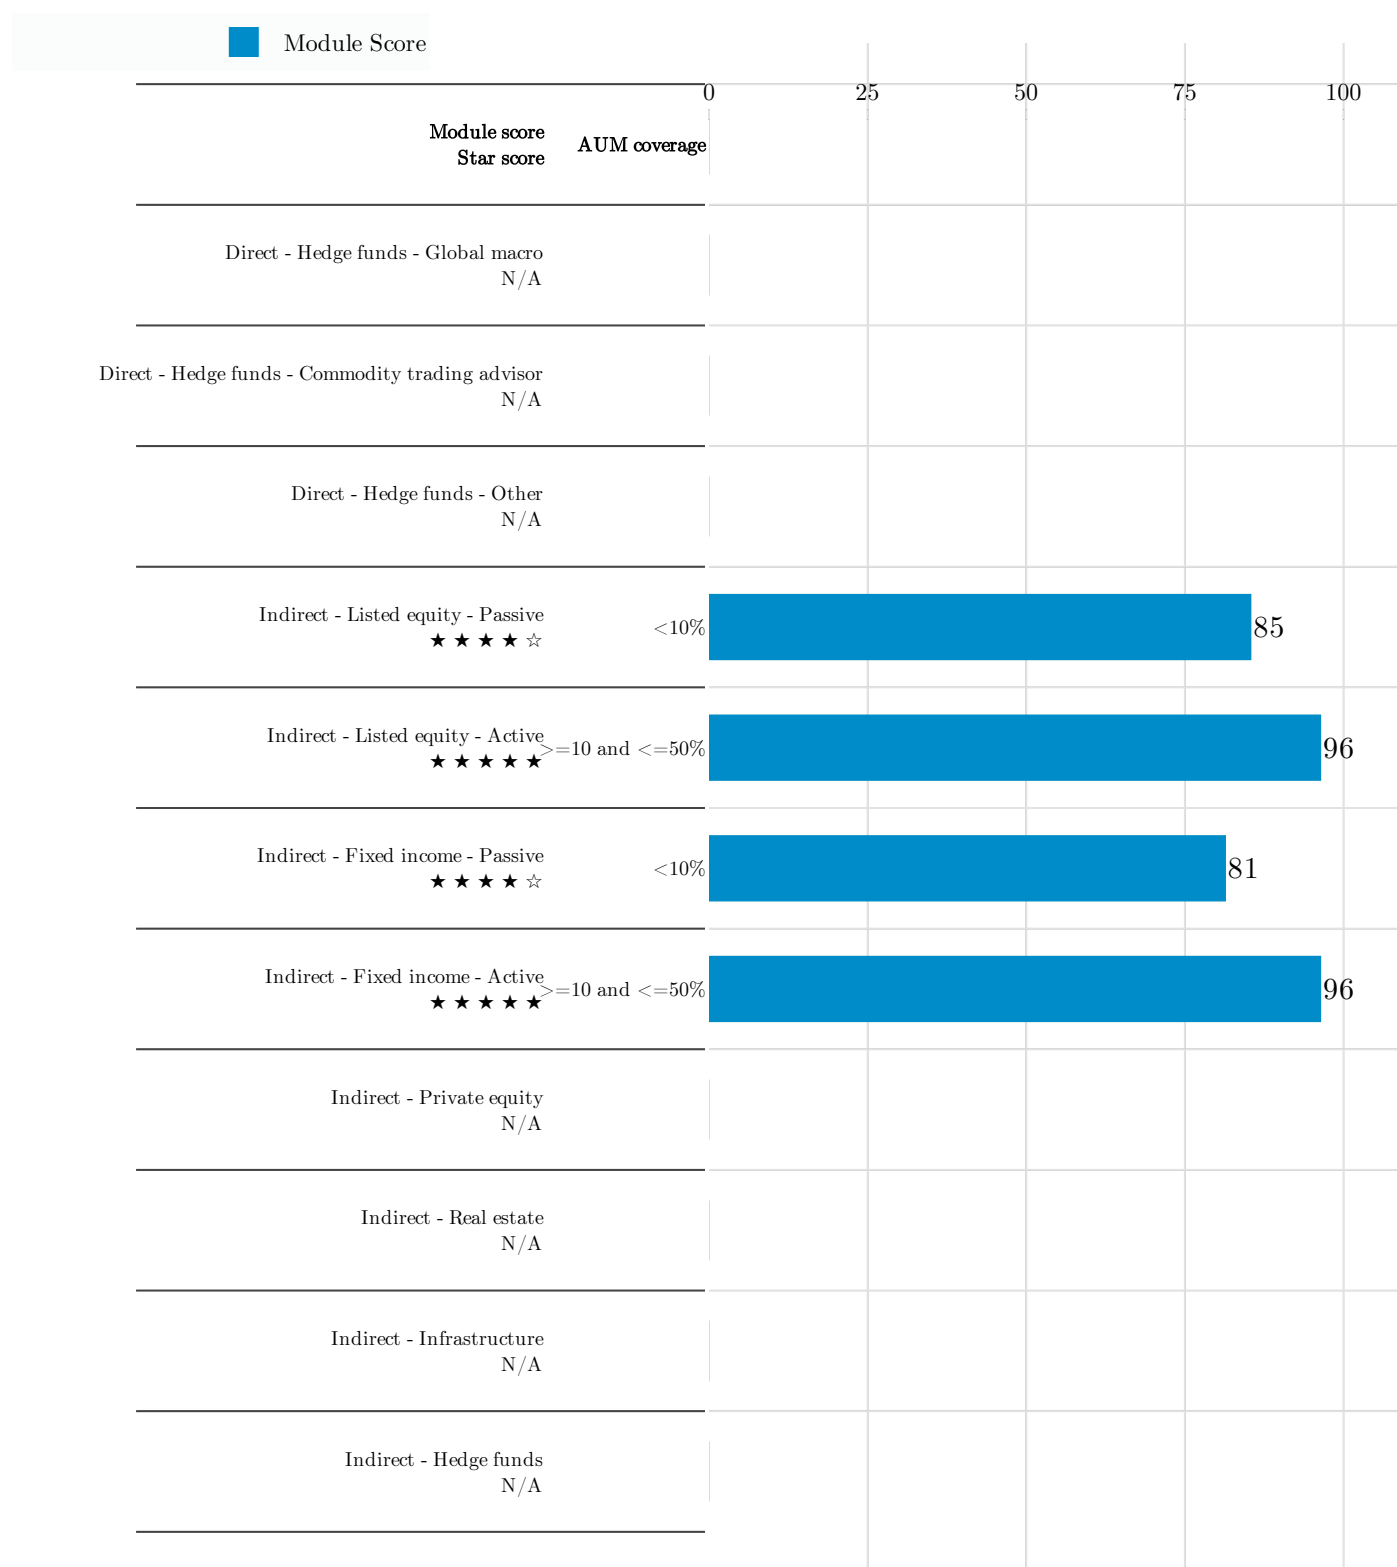 Module Score
0 25 50 75 100
Module score
Star score
AUM coverage
Direct - Hedge funds - Global macro
N/A
Direct - Hedge funds - Commodity trading advisor
N/A
Direct - Hedge funds - Other
N/A
Indirect - Listed equity - Passive
★ ★ ★ ★ ☆
<10%
85
Indirect - Listed equity - Active
★ ★ ★ ★ ★
>=10 and <=50%
96
Indirect - Fixed income - Passive
★ ★ ★ ★ ☆
<10%
81
Indirect - Fixed income - Active
★ ★ ★ ★ ★
>=10 and <=50%
96
Indirect - Private equity
N/A
Indirect - Real estate
N/A
Indirect - Infrastructure
N/A
Indirect - Hedge funds
N/A